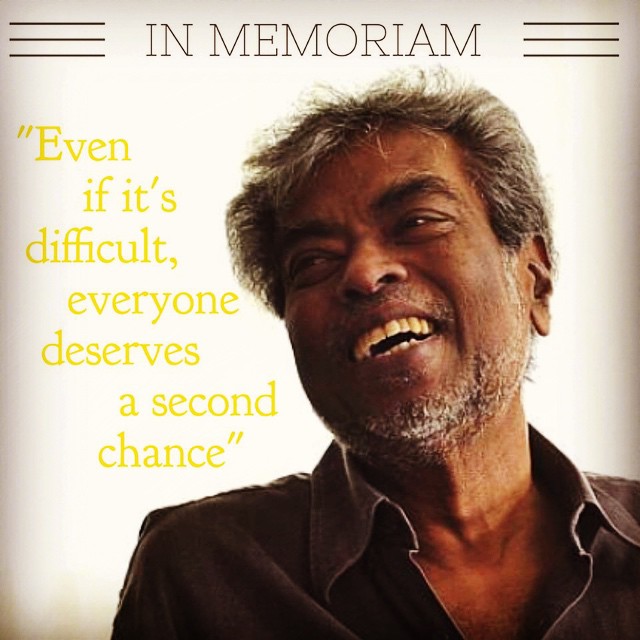 IN MEMORIAM
"Even
if it's
difficult,
everyone
deserves
a second
chance"